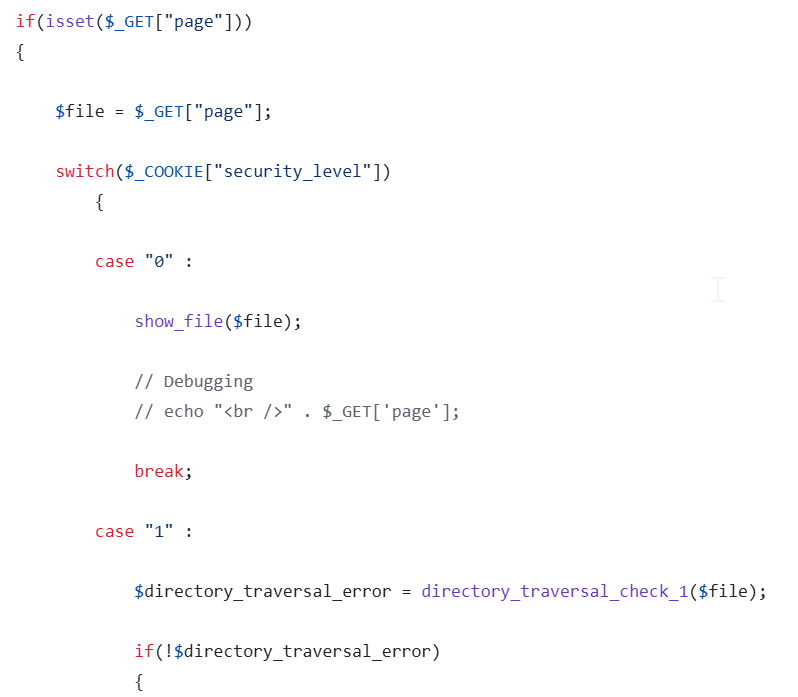 if(isset($_GET["page"]))
{
$file = $_GET["page"];
switch($_COOKIE["security_level"])
{
case "0" :
show_file($file);
// Debugging
// echo "<br />" . $_GET['page'];
break;
case "1" :
$directory_traversal_error = directory_traversal_check_1($file);
if(!$directory_traversal_error)
{